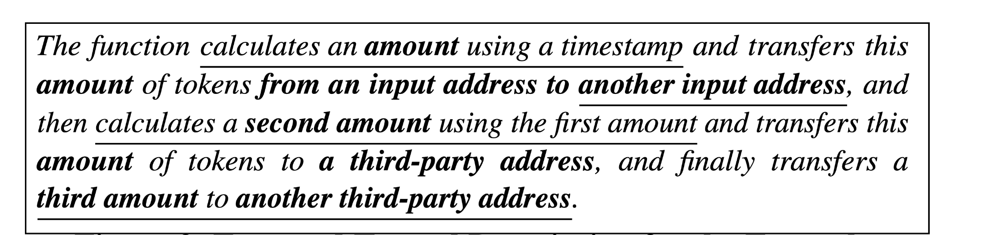 The function calculates an amount using a timestamp and transfers this
amount of tokens from an input address to another input address, and
then calculates a second amount using the first amount and transfers this
amount of tokens to a third-party address, and finally transfers a
third amount to another third-party address.